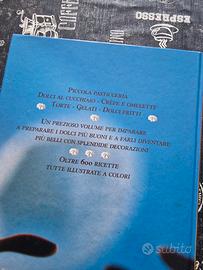 ESPRESSO
PICCOLA PASTICCERIA
DOLCI AL CUCCHIAIO - CRÊPE E OMELETTE
TORTE - GELATI - DOLCI FRITTI
UN PREZIOSO VOLUME PER IMPARARE
A PREPARARE I DOLCI PIÙ BUONI E A FARLI DIVENTARE
PIÙ BELLI CON SPLENDIDE DECORAZIONI
OLTRE 600 RICETTE
TUTTE ILLUSTRATE A COLORI
subito